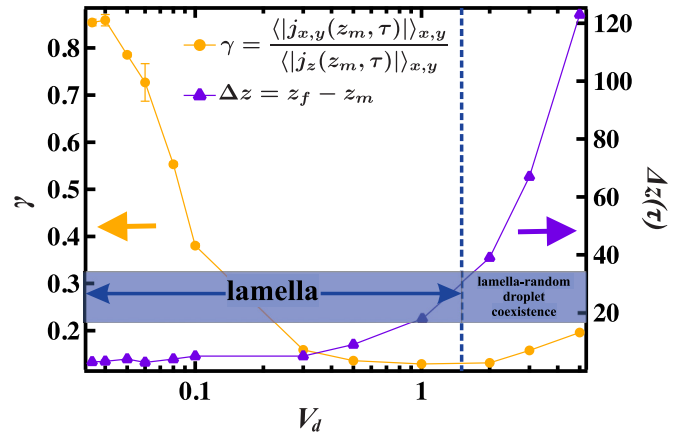 γ = ⟨|j_{x,y}(z_m, τ)|⟩_{x,y} / ⟨|j_z(z_m, τ)|⟩_{x,y}
Δz = z_f − z_m
0.8
0.7
0.6
0.5
0.4
0.3
0.2
γ
120
100
80
60
40
20
Δz(τ)
lamella
lamella-random
droplet
coexistence
0.1
1
V_d